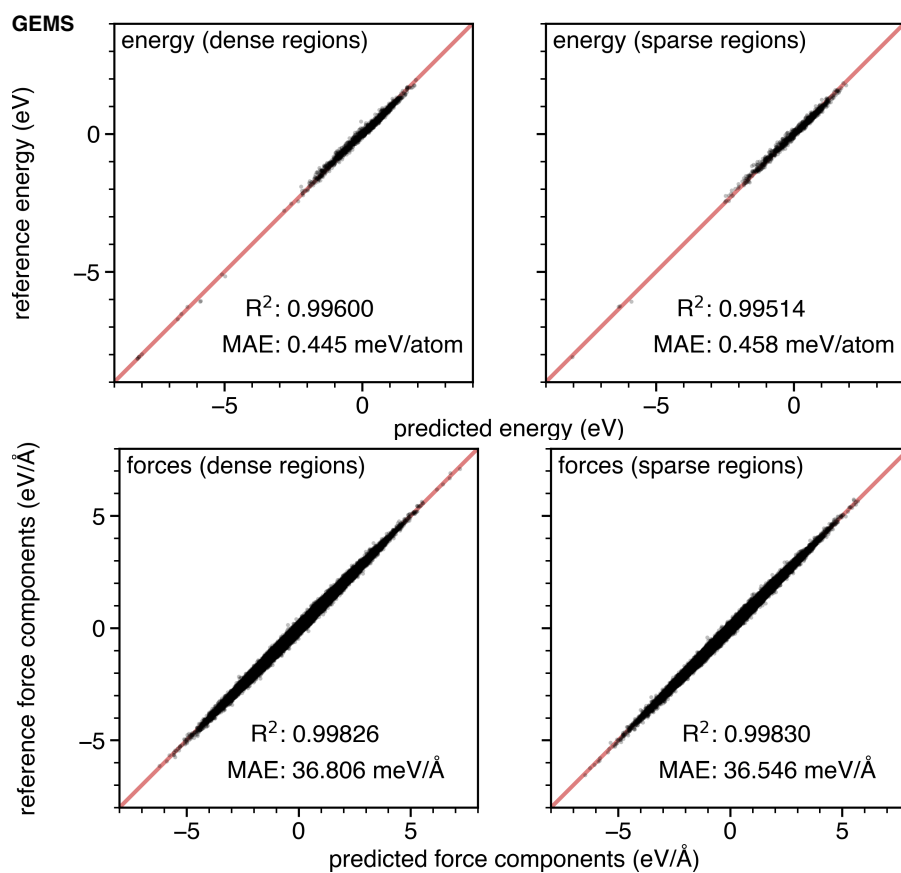 GEMS
energy (dense regions)
energy (sparse regions)
reference energy (eV)
0
−5
R²: 0.99600
MAE: 0.445 meV/atom
R²: 0.99514
MAE: 0.458 meV/atom
−5
0
−5
0
predicted energy (eV)
forces (dense regions)
forces (sparse regions)
reference force components (eV/Å)
5
0
−5
R²: 0.99826
MAE: 36.806 meV/Å
R²: 0.99830
MAE: 36.546 meV/Å
−5
0
5
−5
0
5
predicted force components (eV/Å)